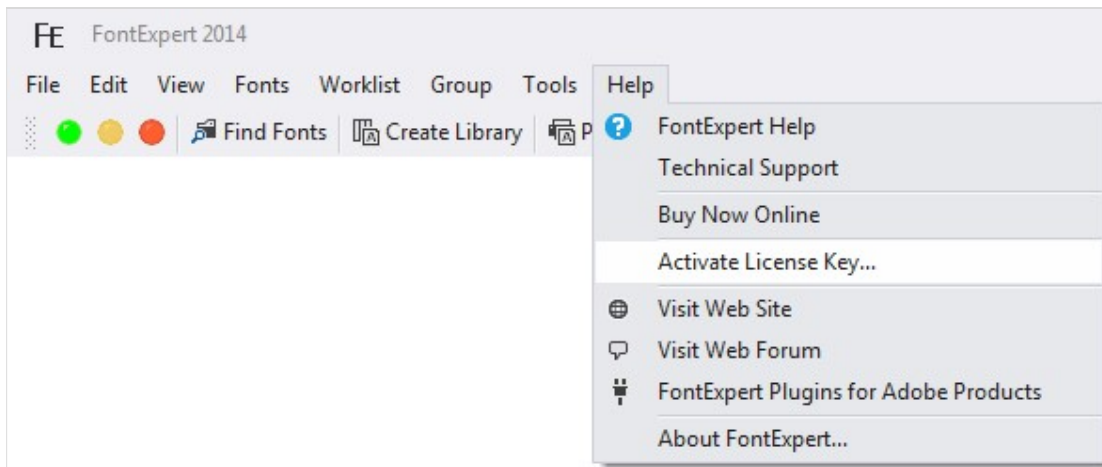 FE FontExpert 2014
File Edit View Fonts Worklist Group Tools Help
Find Fonts Create Library P
FontExpert Help
Technical Support
Buy Now Online
Activate License Key...
Visit Web Site
Visit Web Forum
FontExpert Plugins for Adobe Products
About FontExpert...